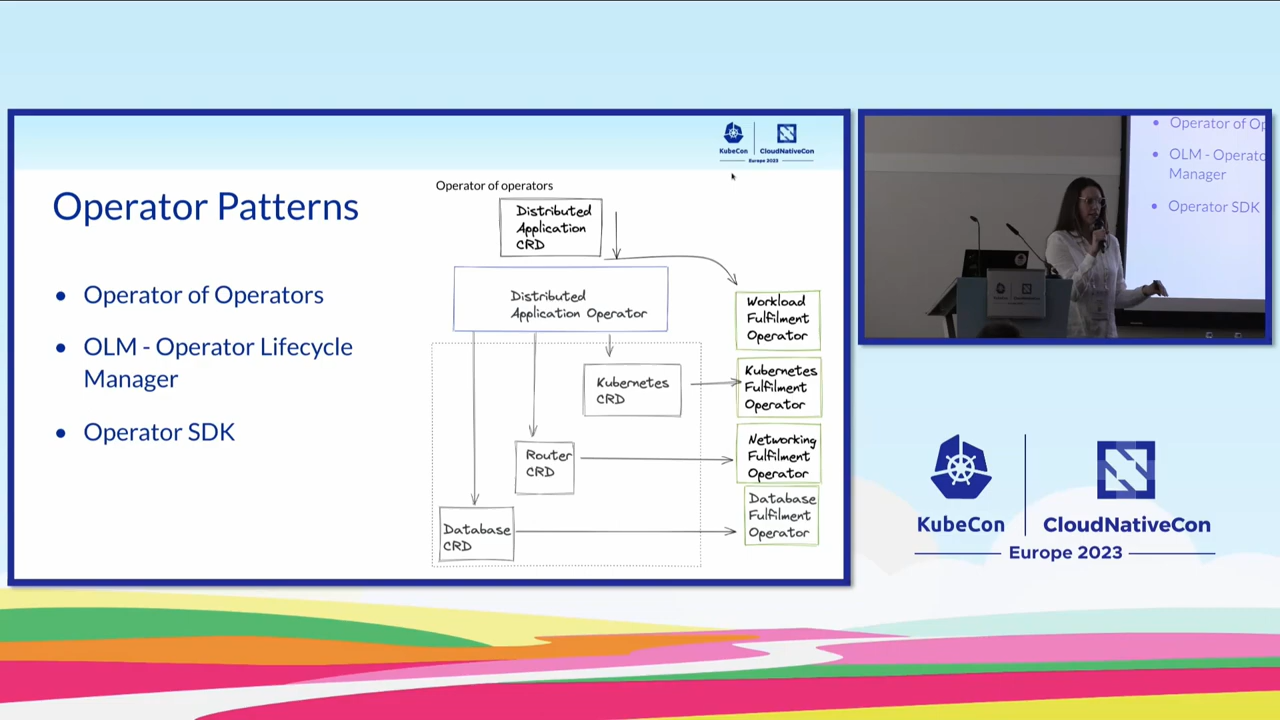 KubeCon
CloudNativeCon
Europe 2023
Operator Patterns
• Operator of Operators
• OLM - Operator Lifecycle
Manager
• Operator SDK
Operator of operators
Distributed
Application
CRD
Distributed
Application Operator
Workload
Fulfilment
Operator
Kubernetes
CRD
Kubernetes
Fulfilment
Operator
Router
CRD
Networking
Fulfilment
Operator
Database
CRD
Database
Fulfilment
Operator
• Operator of Op
• OLM - Operato
Manager
• Operator SDK
KubeCon
CloudNativeCon
Europe 2023